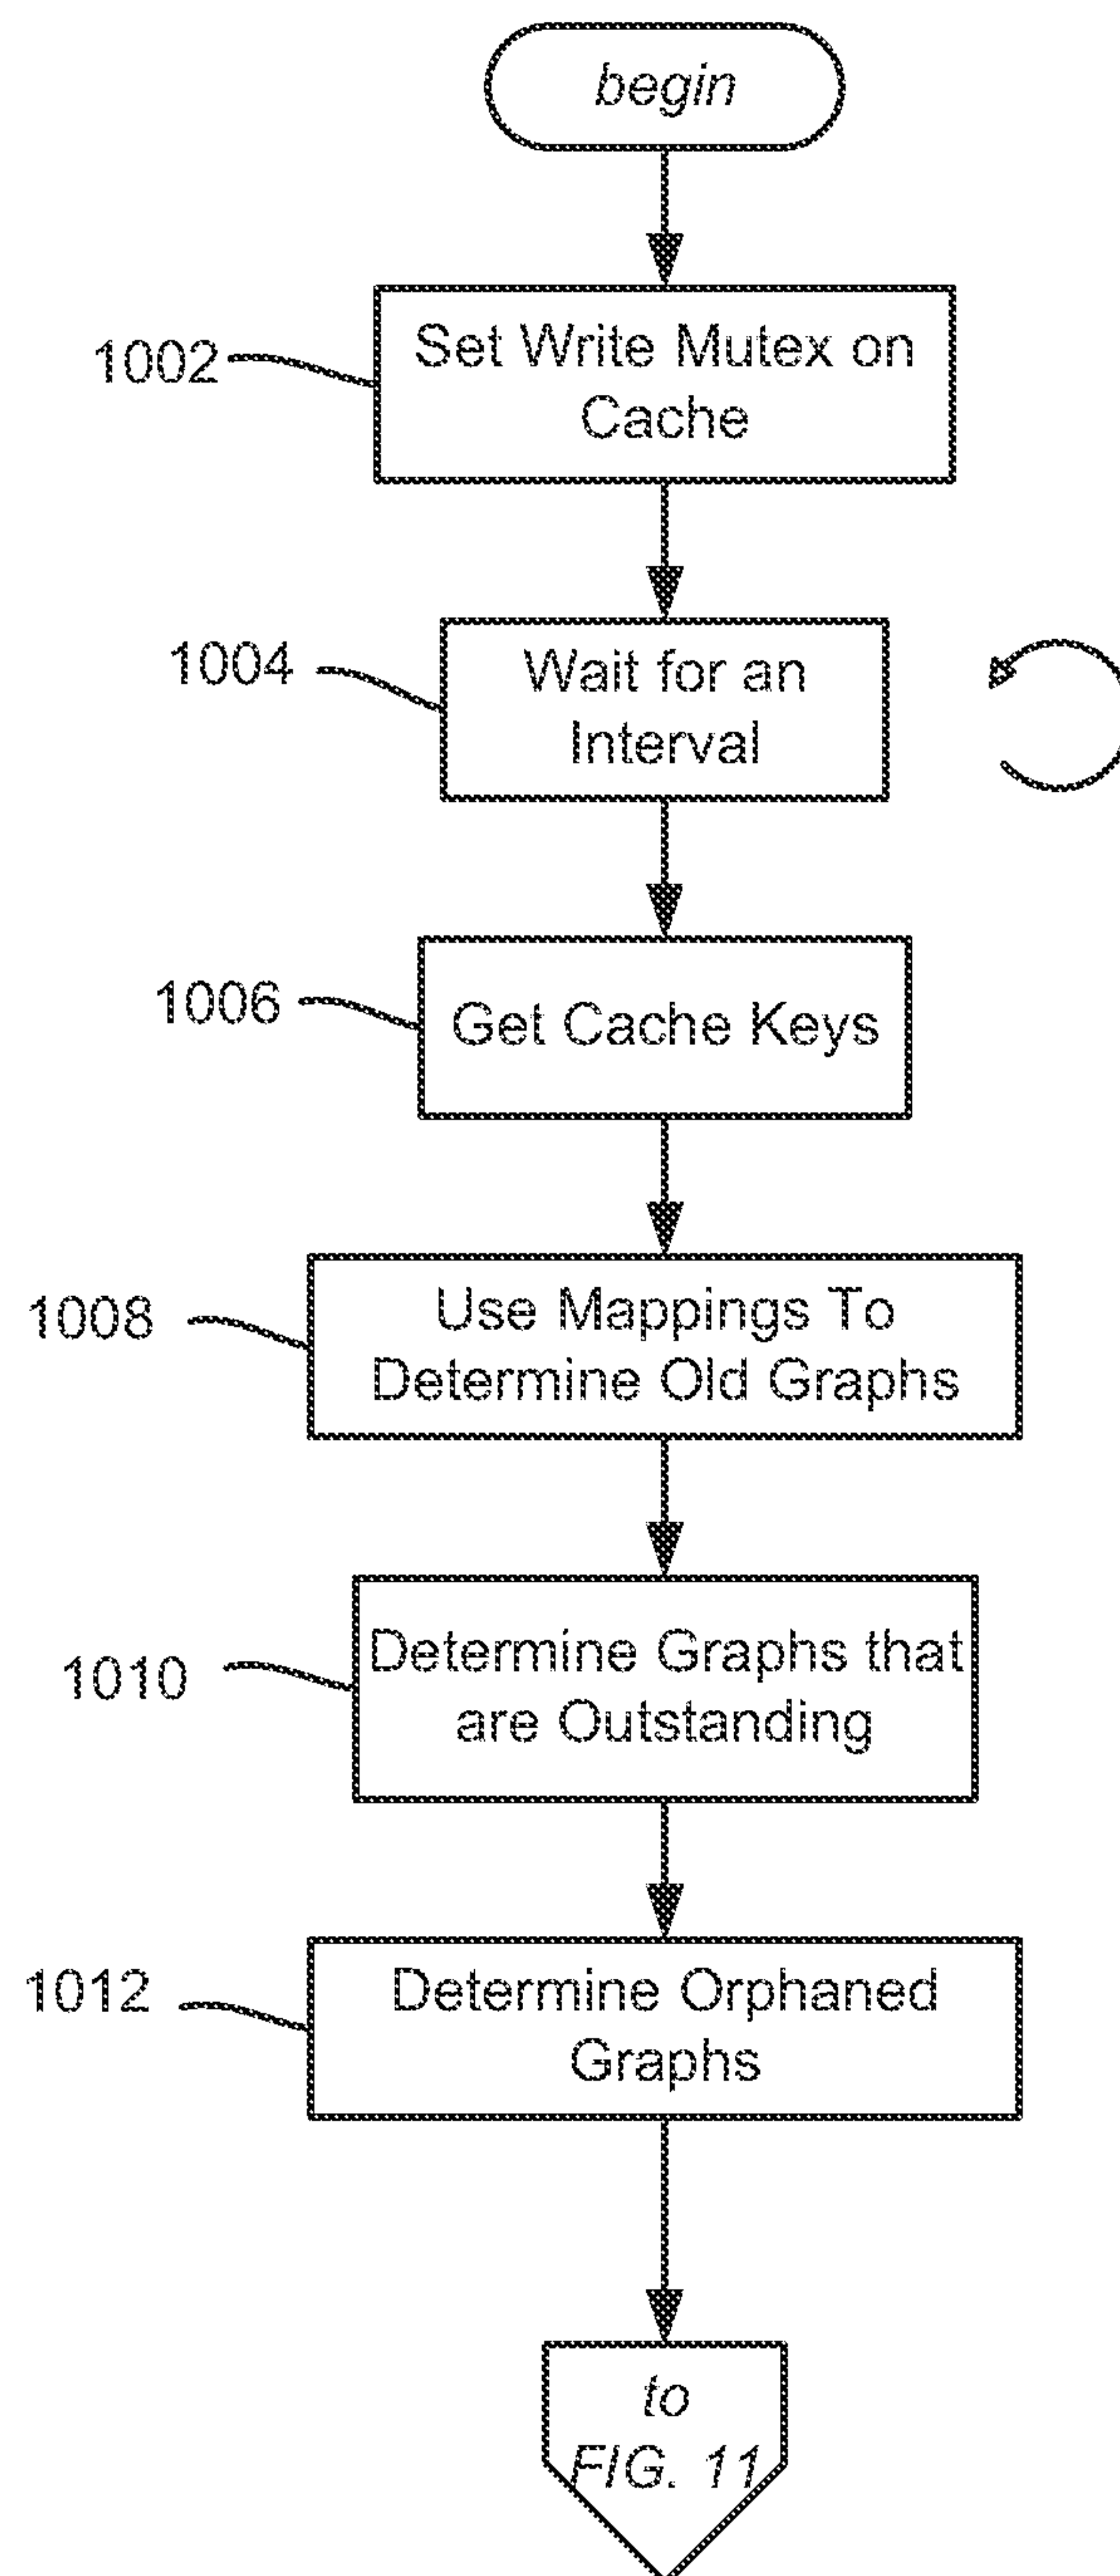 begin
1002
Set Write Mutex on
Cache
1004
Wait for an
Interval
1006
Get Cache Keys
1008
Use Mappings To
Determine Old Graphs
1010
Determine Graphs that
are Outstanding
1012
Determine Orphaned
Graphs
to
FIG. 11